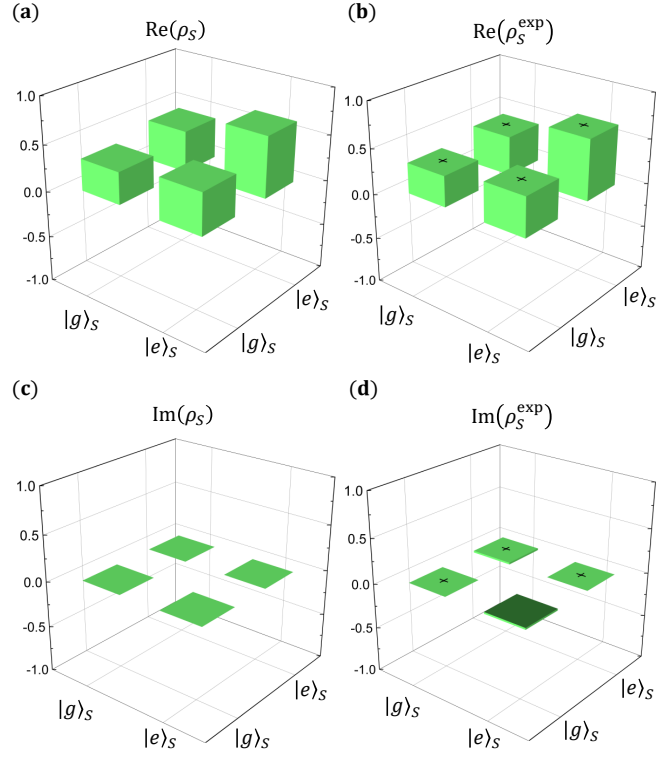 (a)
Re(ρ_S)
1.0
0.5
0.0
-0.5
-1.0
|g⟩_S
|e⟩_S
|g⟩_S
|e⟩_S
(b)
Re(ρ_S^exp)
1.0
0.5
0.0
-0.5
-1.0
|g⟩_S
|e⟩_S
|g⟩_S
|e⟩_S
(c)
Im(ρ_S)
1.0
0.5
0.0
-0.5
-1.0
|g⟩_S
|e⟩_S
|g⟩_S
|e⟩_S
(d)
Im(ρ_S^exp)
1.0
0.5
0.0
-0.5
-1.0
|g⟩_S
|e⟩_S
|g⟩_S
|e⟩_S